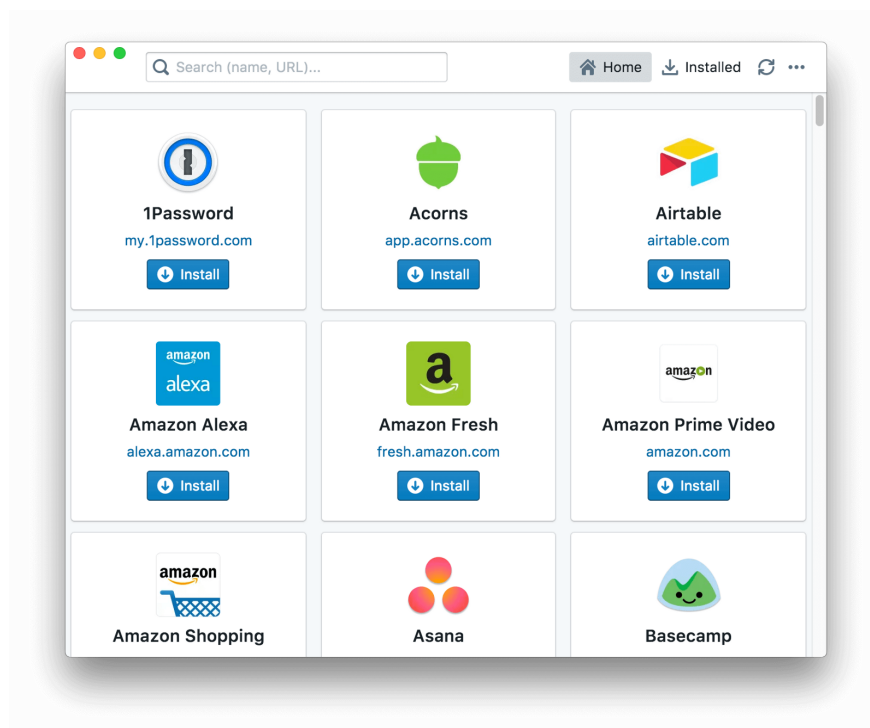 Search (name, URL)...
Home
Installed
1Password
my.1password.com
Install
Acorns
app.acorns.com
Install
Airtable
airtable.com
Install
amazon
alexa
Amazon Alexa
alexa.amazon.com
Install
a
Amazon Fresh
fresh.amazon.com
Install
amazon
Amazon Prime Video
amazon.com
Install
amazon
Amazon Shopping
Asana
Basecamp